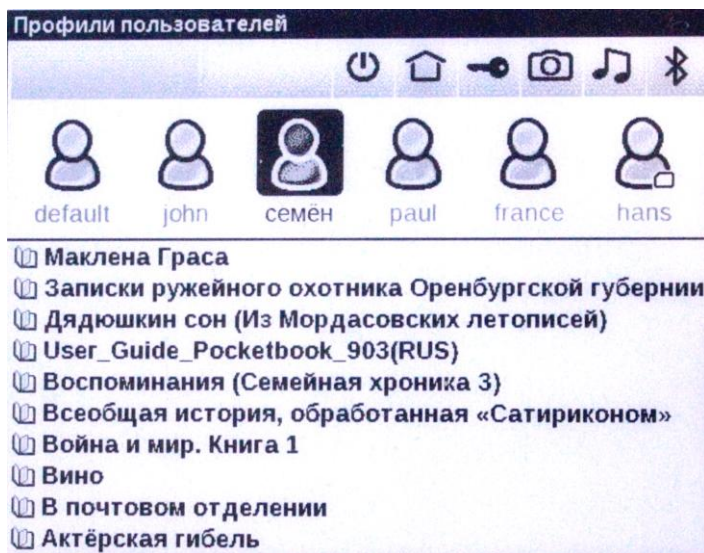 Профили пользователей
default john семён paul france hans
Маклена Граса
Записки ружейного охотника Оренбургской губернии
Дядюшкин сон (Из Мордасовских летописей)
User_Guide_Pocketbook_903(RUS)
Воспоминания (Семейная хроника 3)
Всеобщая история, обработанная «Сатириконом»
Война и мир. Книга 1
Вино
В почтовом отделении
Актёрская гибель